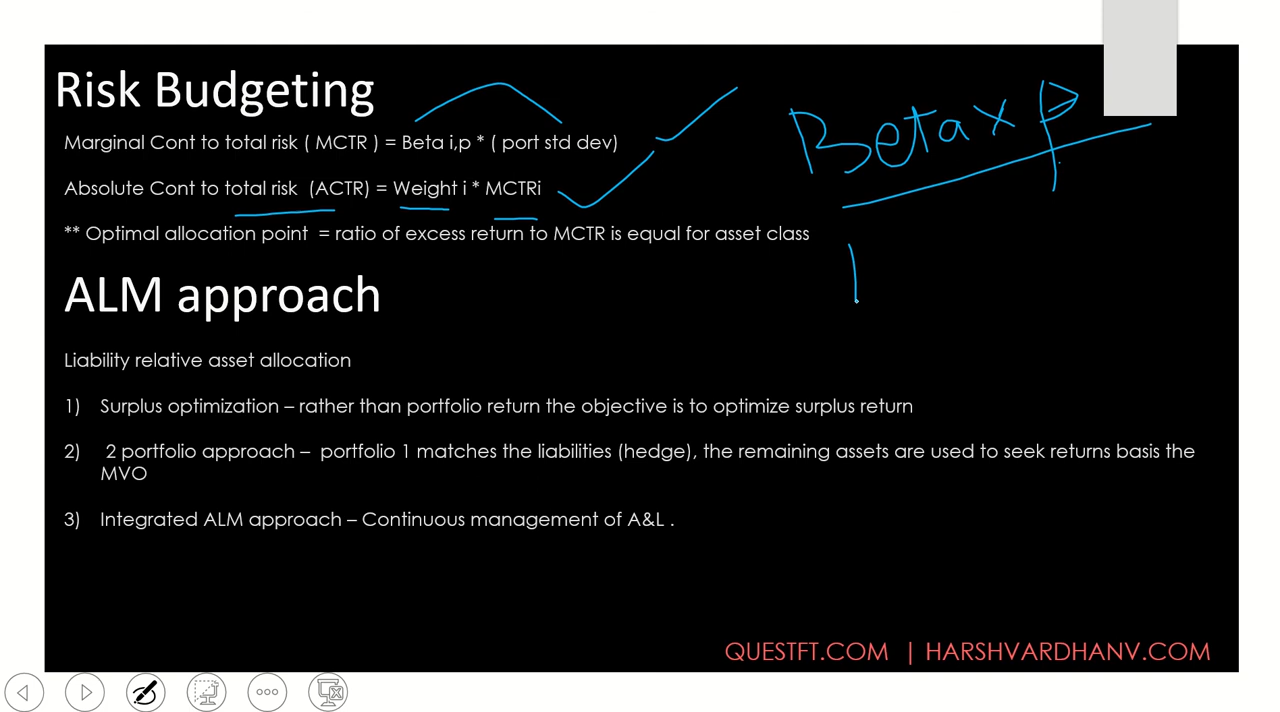 Risk Budgeting
Marginal Cont to total risk ( MCTR ) = Beta i,p * ( port std dev)
Absolute Cont to total risk (ACTR) = Weight i * MCTRi
** Optimal allocation point = ratio of excess return to MCTR is equal for asset class
Beta x P
ALM approach
Liability relative asset allocation
1) Surplus optimization – rather than portfolio return the objective is to optimize surplus return
2) 2 portfolio approach – portfolio 1 matches the liabilities (hedge), the remaining assets are used to seek returns basis the
MVO
3) Integrated ALM approach – Continuous management of A&L .
QUESTFT.COM | HARSHVARDHANV.COM